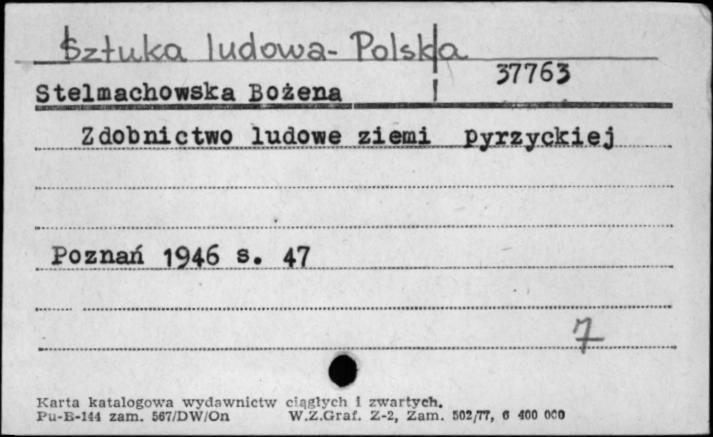 Sztuka ludowa - Polska
37763
Stelmachowska Bożena
Zdobnictwo ludowe ziemi pyrzyckiej
Poznań 1946 s. 47
7
Karta katalogowa wydawnictw ciągłych i zwartych.
Pu-B-144 zam. 567/DW/On W.Z.Graf. Z-2, Zam. 502/77, 6 400 000